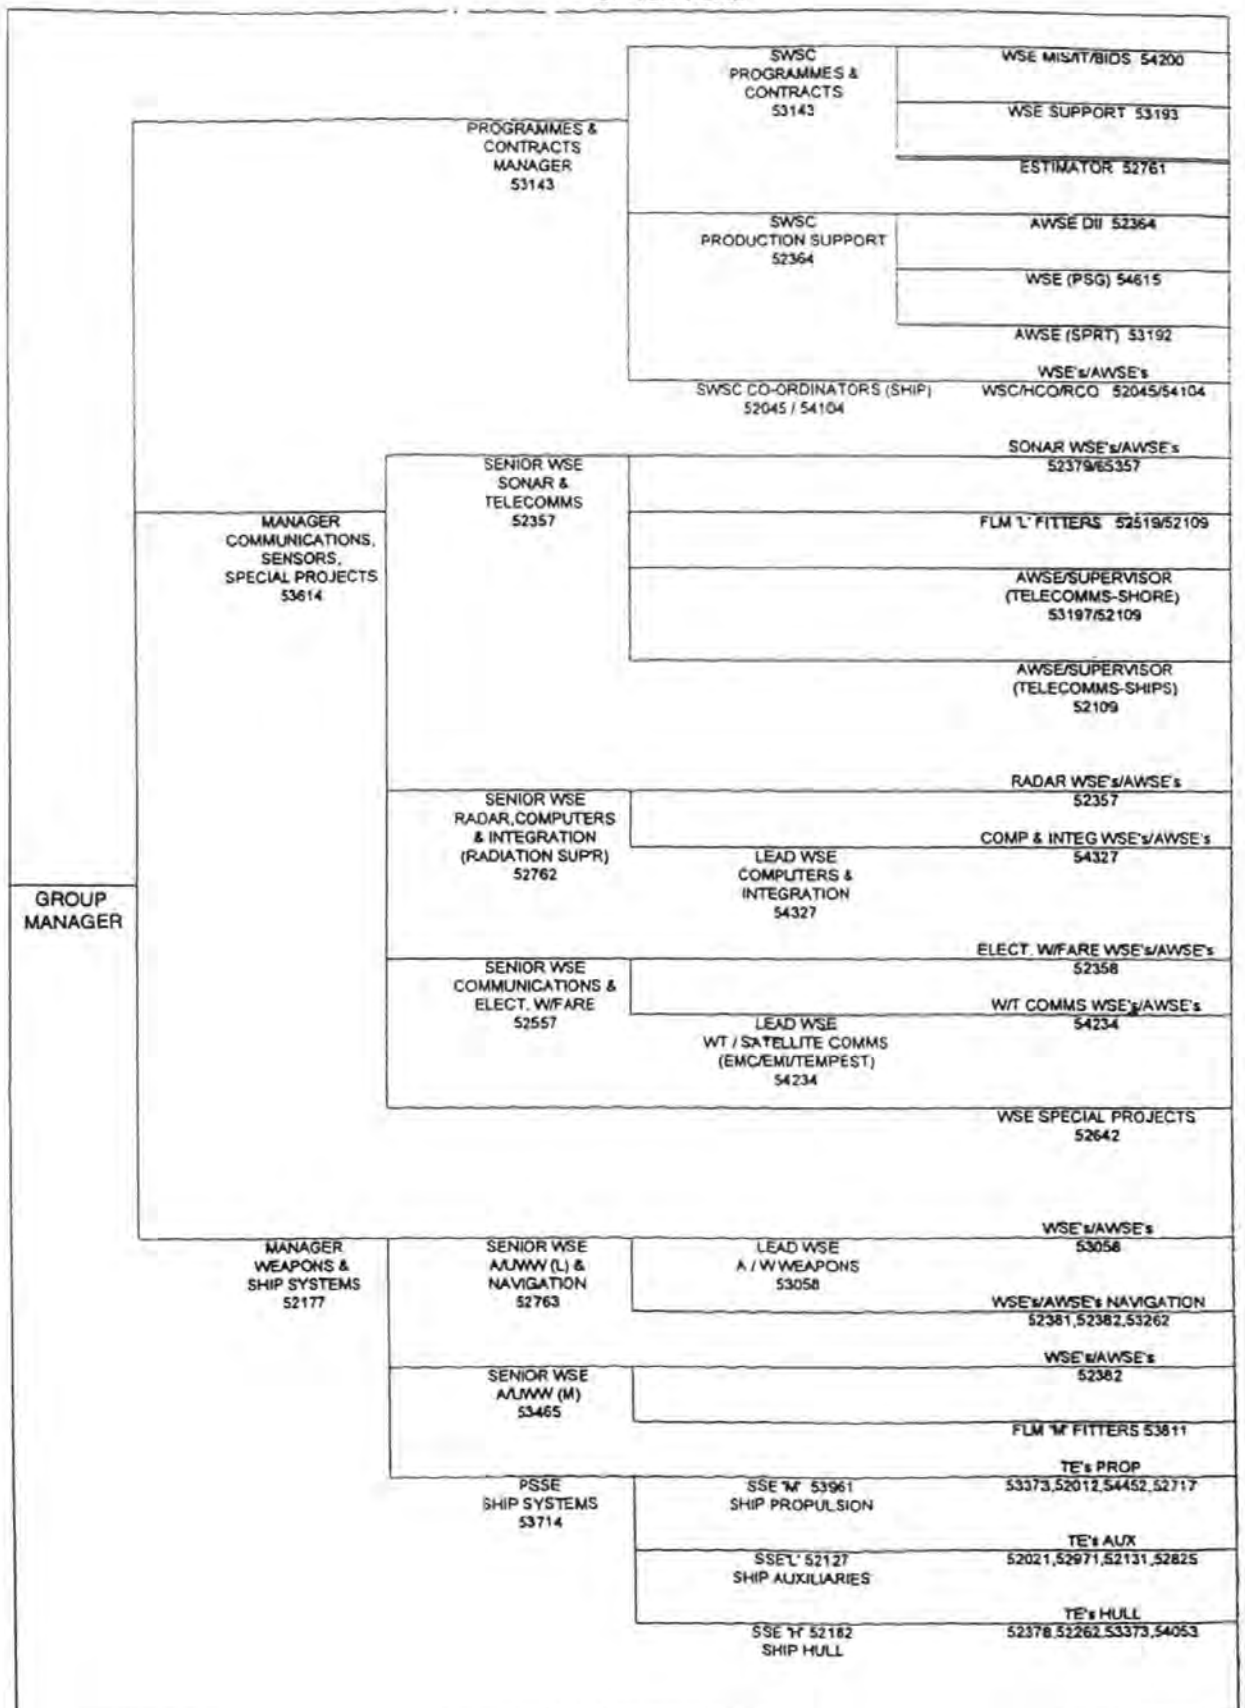 SWSC
PROGRAMMES &
CONTRACTS
53143
WSE MIS/IT/BIDS 54200
WSE SUPPORT 53193
ESTIMATOR 52761
PROGRAMMES &
CONTRACTS
MANAGER
53143
SWSC
PRODUCTION SUPPORT
52364
AWSE DII 52364
WSE (PSG) 54615
AWSE (SPRT) 53192
SWSC CO-ORDINATORS (SHIP)
52045 / 54104
WSE's/AWSE's
WSC/HCO/RCO 52045/54104
MANAGER
COMMUNICATIONS,
SENSORS,
SPECIAL PROJECTS
53614
SENIOR WSE
SONAR &
TELECOMMS
52357
SONAR WSE's/AWSE's
52379/65357
FLM 'L' FITTERS 52519/52109
AWSE/SUPERVISOR
(TELECOMMS-SHORE)
53197/52109
AWSE/SUPERVISOR
(TELECOMMS-SHIPS)
52109
SENIOR WSE
RADAR,COMPUTERS
& INTEGRATION
(RADIATION SUP'R)
52762
RADAR WSE's/AWSE's
52357
LEAD WSE
COMPUTERS &
INTEGRATION
54327
COMP & INTEG WSE's/AWSE's
54327
GROUP
MANAGER
SENIOR WSE
COMMUNICATIONS &
ELECT. W/FARE
52557
ELECT. W/FARE WSE's/AWSE's
52358
LEAD WSE
WT / SATELLITE COMMS
(EMC/EMI/TEMPEST)
54234
W/T COMMS WSE's/AWSE's
54234
WSE SPECIAL PROJECTS
52642
MANAGER
WEAPONS &
SHIP SYSTEMS
52177
SENIOR WSE
A/UWW (L) &
NAVIGATION
52763
LEAD WSE
A / W WEAPONS
53058
WSE's/AWSE's
53058
WSE's/AWSE's NAVIGATION
52381,52382,53262
SENIOR WSE
A/UWW (M)
53465
WSE's/AWSE's
52382
FLM 'M' FITTERS 53811
PSSE
SHIP SYSTEMS
53714
SSE 'M' 53961
SHIP PROPULSION
TE's PROP
53373,52012,54452,52717
SSE'L' 52127
SHIP AUXILIARIES
TE's AUX
52021,52971,52131,52825
SSE 'H' 52182
SHIP HULL
TE's HULL
52378,52262,53373,54053